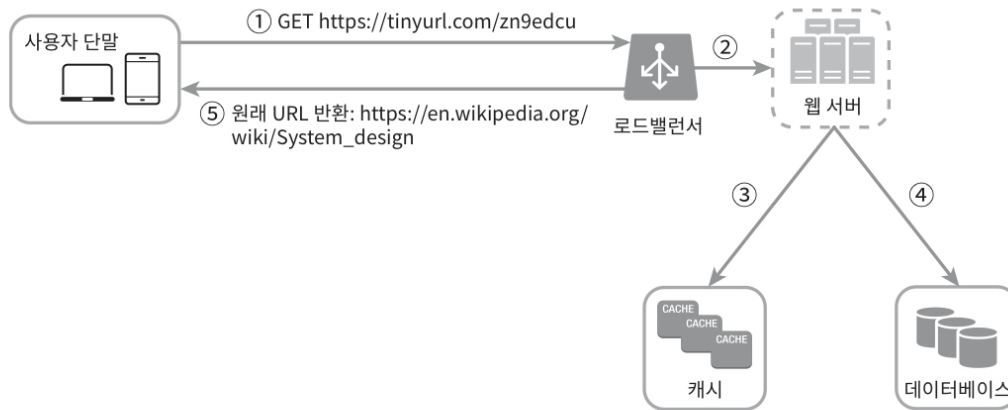 ① GET https://tinyurl.com/zn9edcu
사용자 단말
②
⑤ 원래 URL 반환: https://en.wikipedia.org/
wiki/System_design
로드밸런서
웹 서버
③
④
CACHE
CACHE
CACHE
캐시
데이터베이스